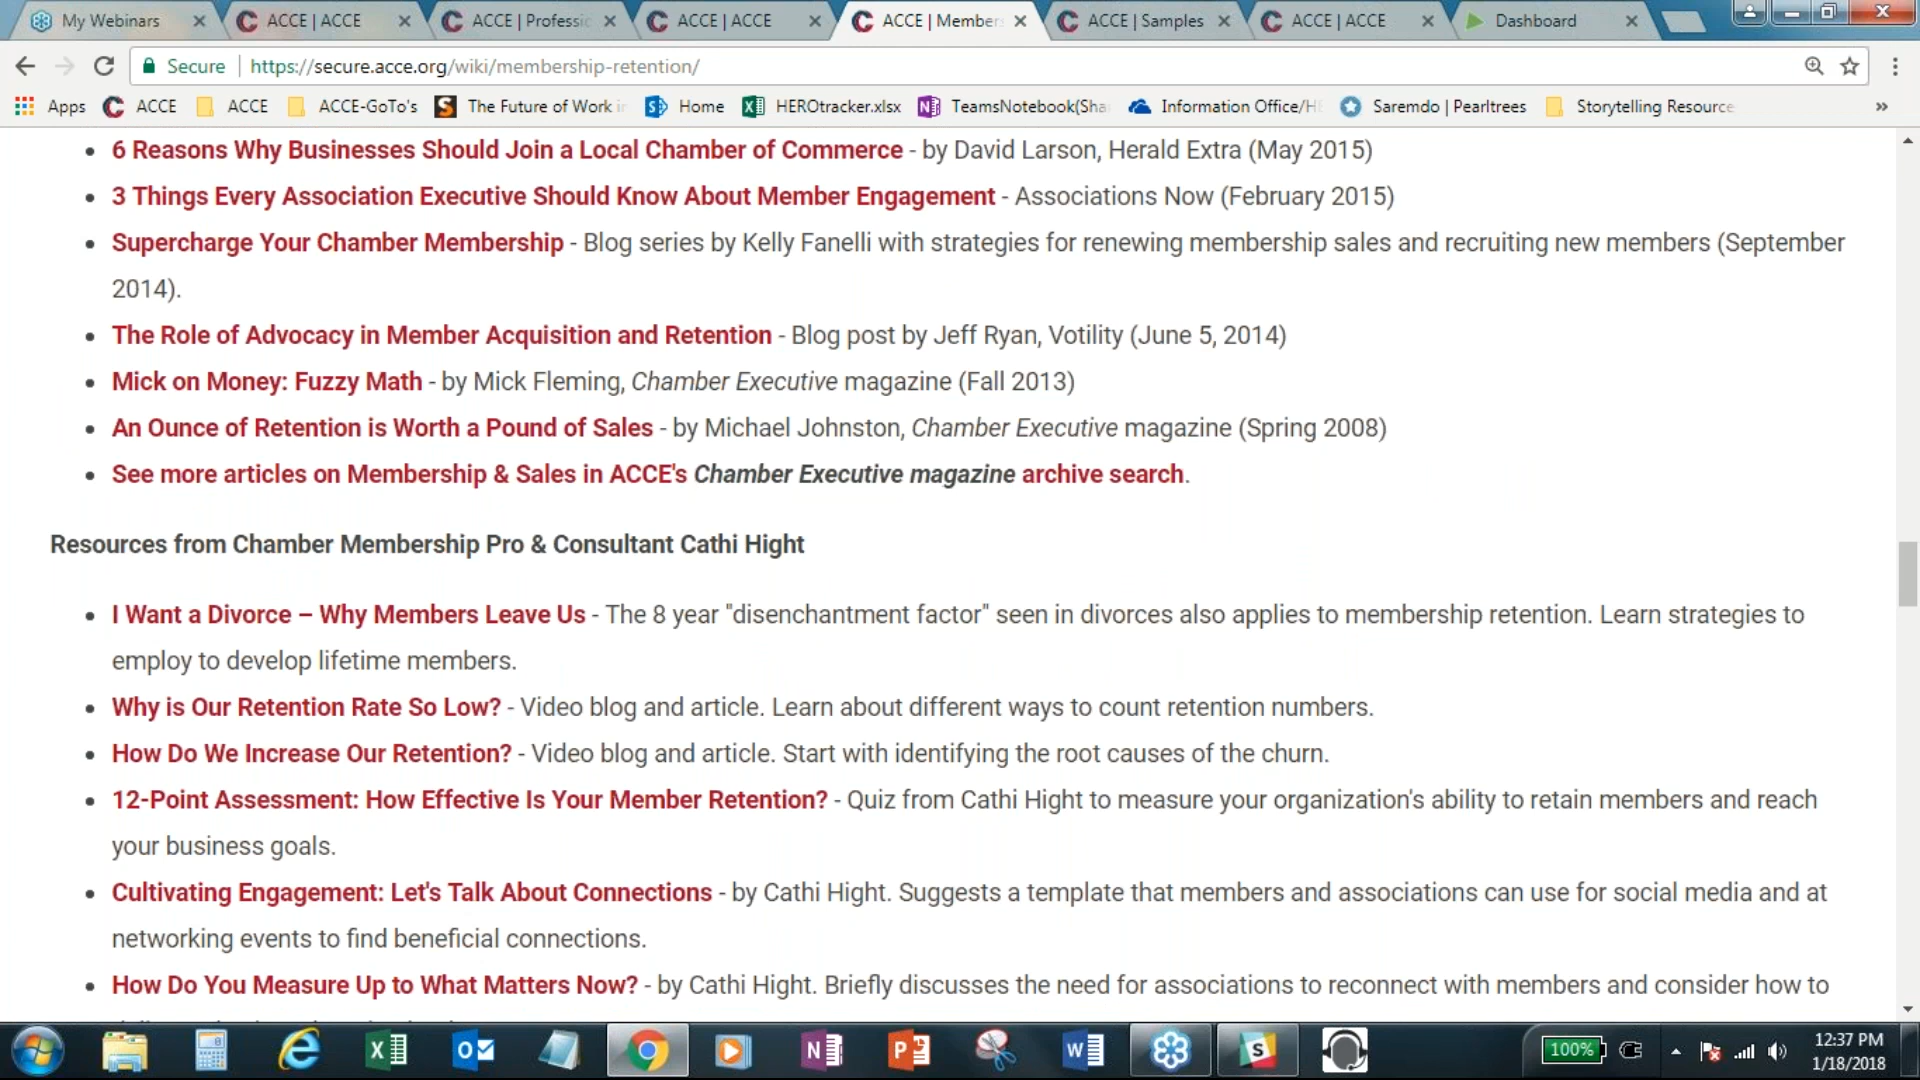 My Webinars
ACCE | ACCE
ACCE | Professio
ACCE | ACCE
ACCE | Members
ACCE | Samples
ACCE | ACCE
Dashboard
Secure | https://secure.acce.org/wiki/membership-retention/
Apps ACCE ACCE ACCE-GoTo's The Future of Work in Home HEROtracker.xlsx TeamsNotebook(Sha Information Office/H Saremdo | Pearltrees Storytelling Resource »
6 Reasons Why Businesses Should Join a Local Chamber of Commerce - by David Larson, Herald Extra (May 2015)
3 Things Every Association Executive Should Know About Member Engagement - Associations Now (February 2015)
Supercharge Your Chamber Membership - Blog series by Kelly Fanelli with strategies for renewing membership sales and recruiting new members (September
2014).
The Role of Advocacy in Member Acquisition and Retention - Blog post by Jeff Ryan, Votility (June 5, 2014)
Mick on Money: Fuzzy Math - by Mick Fleming, Chamber Executive magazine (Fall 2013)
An Ounce of Retention is Worth a Pound of Sales - by Michael Johnston, Chamber Executive magazine (Spring 2008)
See more articles on Membership & Sales in ACCE's Chamber Executive magazine archive search.
Resources from Chamber Membership Pro & Consultant Cathi Hight
I Want a Divorce – Why Members Leave Us - The 8 year "disenchantment factor" seen in divorces also applies to membership retention. Learn strategies to
employ to develop lifetime members.
Why is Our Retention Rate So Low? - Video blog and article. Learn about different ways to count retention numbers.
How Do We Increase Our Retention? - Video blog and article. Start with identifying the root causes of the churn.
12-Point Assessment: How Effective Is Your Member Retention? - Quiz from Cathi Hight to measure your organization's ability to retain members and reach
your business goals.
Cultivating Engagement: Let's Talk About Connections - by Cathi Hight. Suggests a template that members and associations can use for social media and at
networking events to find beneficial connections.
How Do You Measure Up to What Matters Now? - by Cathi Hight. Briefly discusses the need for associations to reconnect with members and consider how to
100%
12:37 PM
1/18/2018